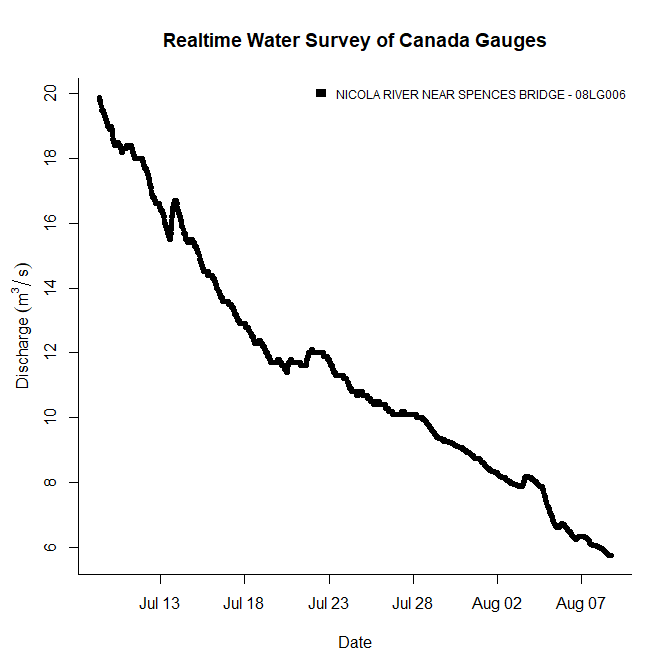 Realtime Water Survey of Canada Gauges
NICOLA RIVER NEAR SPENCES BRIDGE - 08LG006
Discharge (m³/s)
20
18
16
14
12
10
8
6
Jul 13 Jul 18 Jul 23 Jul 28 Aug 02 Aug 07
Date